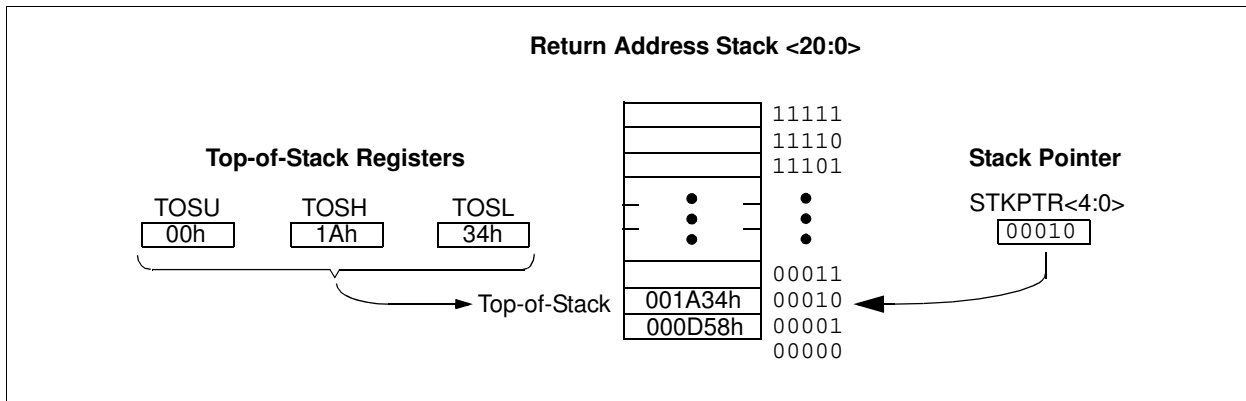 Return Address Stack <20:0>
11111
11110
11101
Top-of-Stack Registers
Stack Pointer
TOSU TOSH TOSL
00h 1Ah 34h
STKPTR<4:0>
00010
00011
Top-of-Stack 001A34h 00010
000D58h 00001
00000